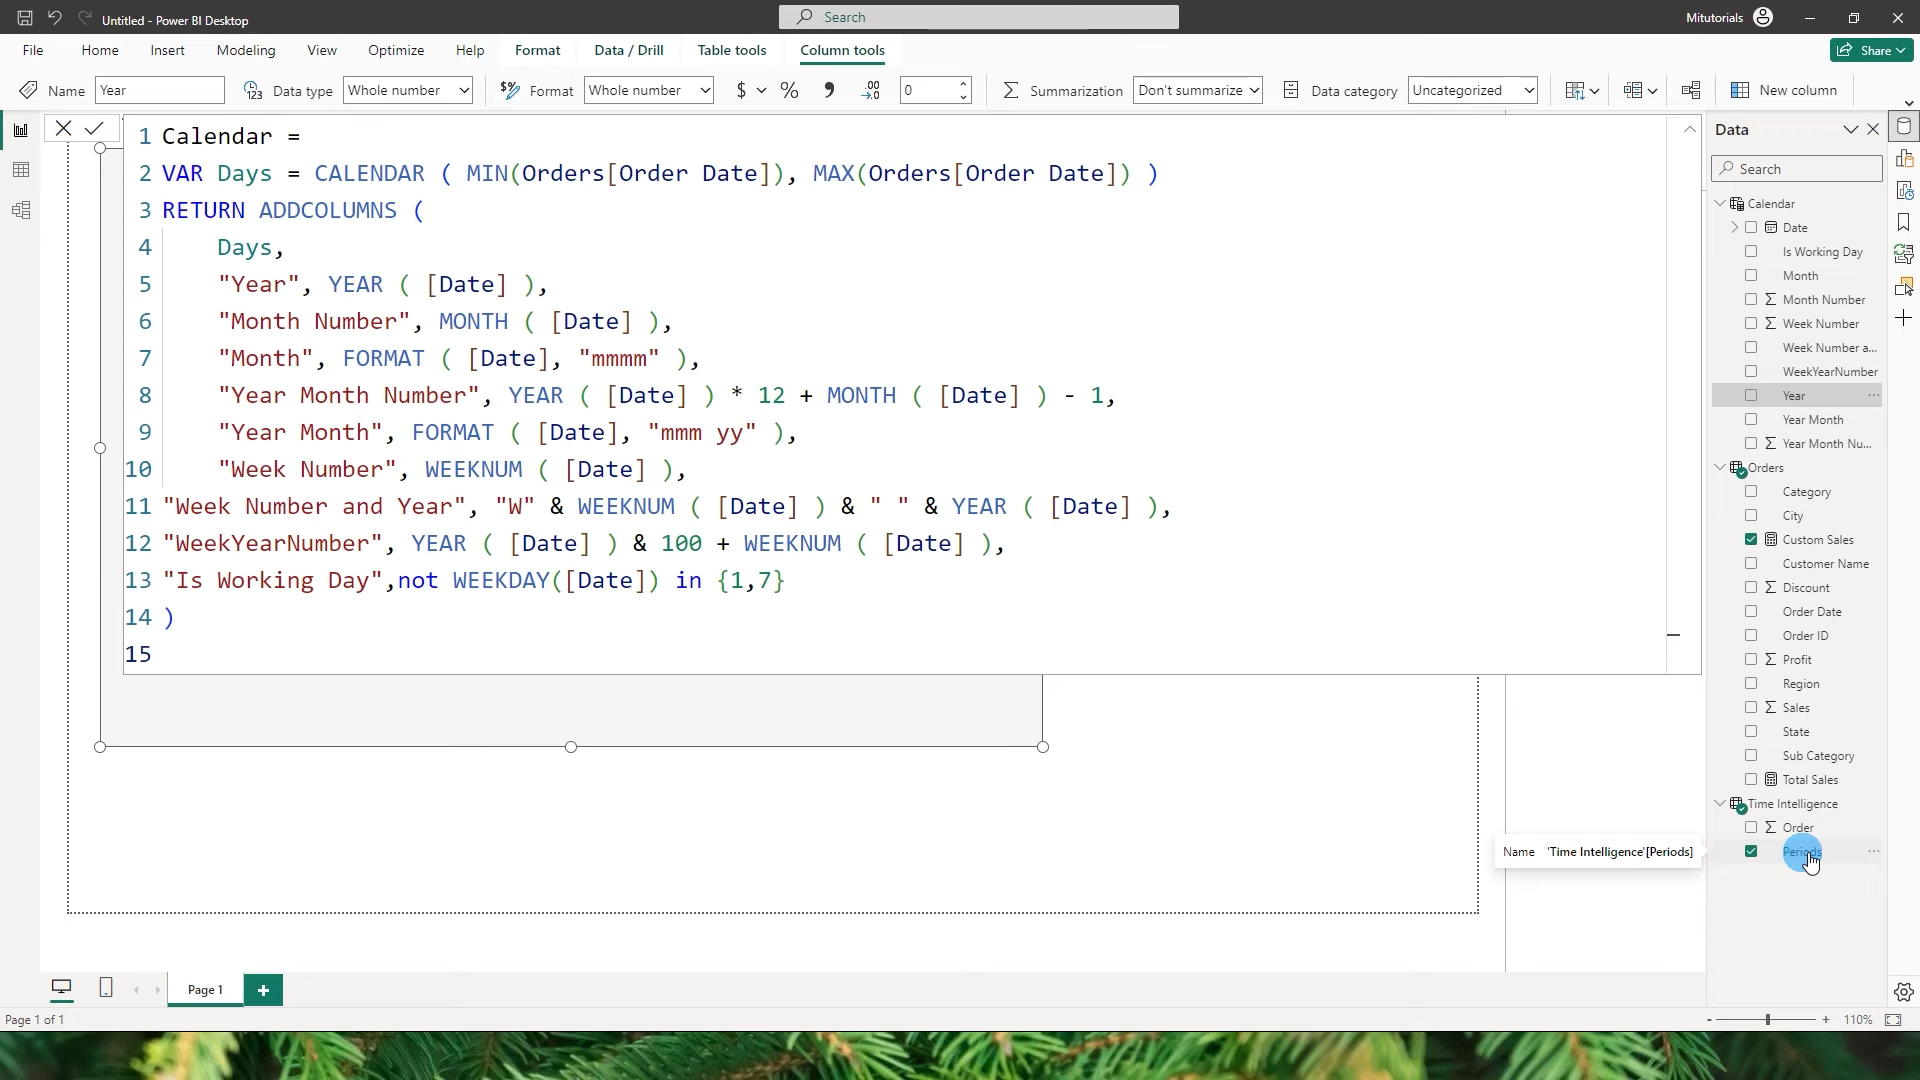 Untitled - Power BI Desktop
Search
Mitutorials
File Home Insert Modeling View Optimize Help Format Data / Drill Table tools Column tools
Share
Name Year Data type Whole number Format Whole number $ % 0 Summarization Don't summarize Data category Uncategorized New column
1 Calendar =
2 VAR Days = CALENDAR ( MIN(Orders[Order Date]), MAX(Orders[Order Date]) )
3 RETURN ADDCOLUMNS (
4 Days,
5 "Year", YEAR ( [Date] ),
6 "Month Number", MONTH ( [Date] ),
7 "Month", FORMAT ( [Date], "mmmm" ),
8 "Year Month Number", YEAR ( [Date] ) * 12 + MONTH ( [Date] ) - 1,
9 "Year Month", FORMAT ( [Date], "mmm yy" ),
10 "Week Number", WEEKNUM ( [Date] ),
11 "Week Number and Year", "W" & WEEKNUM ( [Date] ) & " " & YEAR ( [Date] ),
12 "WeekYearNumber", YEAR ( [Date] ) & 100 + WEEKNUM ( [Date] ),
13 "Is Working Day",not WEEKDAY([Date]) in {1,7}
14 )
15
Data
Search
Calendar
Date
Is Working Day
Month
Month Number
Week Number
Week Number a...
WeekYearNumber
Year
Year Month
Year Month Nu...
Orders
Category
City
Custom Sales
Customer Name
Discount
Order Date
Order ID
Profit
Region
Sales
State
Sub Category
Total Sales
Time Intelligence
Order
Periods
Name 'Time Intelligence'[Periods]
Page 1
Page 1 of 1
110%